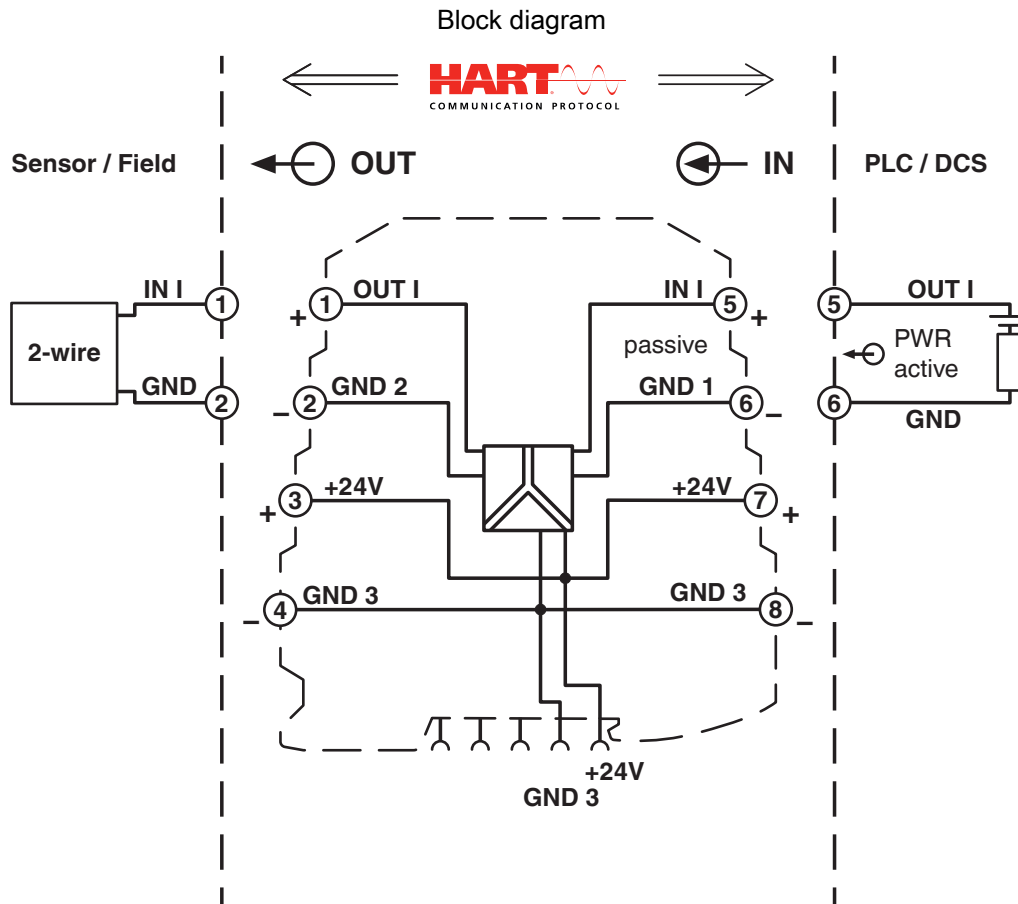 Block diagram
HART
COMMUNICATION PROTOCOL
Sensor / Field
OUT
IN
PLC / DCS
IN I
1
+
1
OUT I
IN I
5
+
5
OUT I
2-wire
passive
PWR
active
GND
2
−
2
GND 2
GND 1
6
−
6
GND
+
3
+24V
+24V
7
+
−
4
GND 3
GND 3
8
−
+24V
GND 3